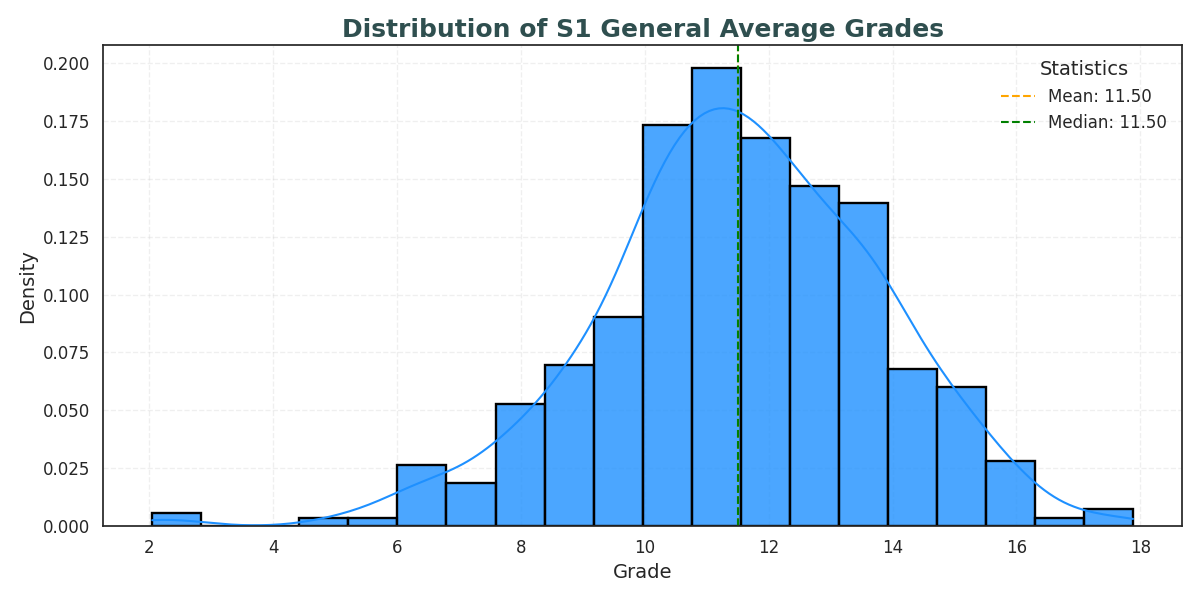 Distribution of S1 General Average Grades
Statistics
Mean: 11.50
Median: 11.50
Density
0.200
0.175
0.150
0.125
0.100
0.075
0.050
0.025
0.000
2 4 6 8 10 12 14 16 18
Grade